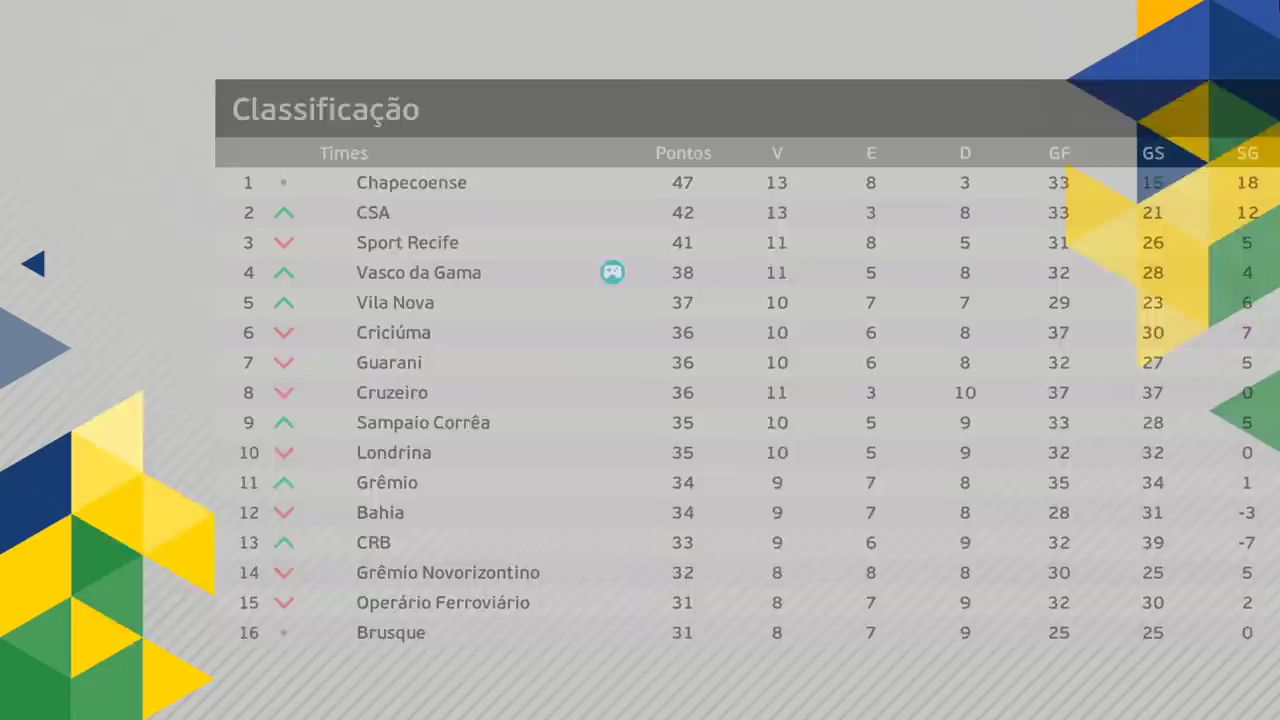 Classificação
Times Pontos V E D GF GS SG
1 Chapecoense 47 13 8 3 33 15 18
2 CSA 42 13 3 8 33 21 12
3 Sport Recife 41 11 8 5 31 26 5
4 Vasco da Gama 38 11 5 8 32 28 4
5 Vila Nova 37 10 7 7 29 23 6
6 Criciúma 36 10 6 8 37 30 7
7 Guarani 36 10 6 8 32 27 5
8 Cruzeiro 36 11 3 10 37 37 0
9 Sampaio Corrêa 35 10 5 9 33 28 5
10 Londrina 35 10 5 9 32 32 0
11 Grêmio 34 9 7 8 35 34 1
12 Bahia 34 9 7 8 28 31 -3
13 CRB 33 9 6 9 32 39 -7
14 Grêmio Novorizontino 32 8 8 8 30 25 5
15 Operário Ferroviário 31 8 7 9 32 30 2
16 Brusque 31 8 7 9 25 25 0